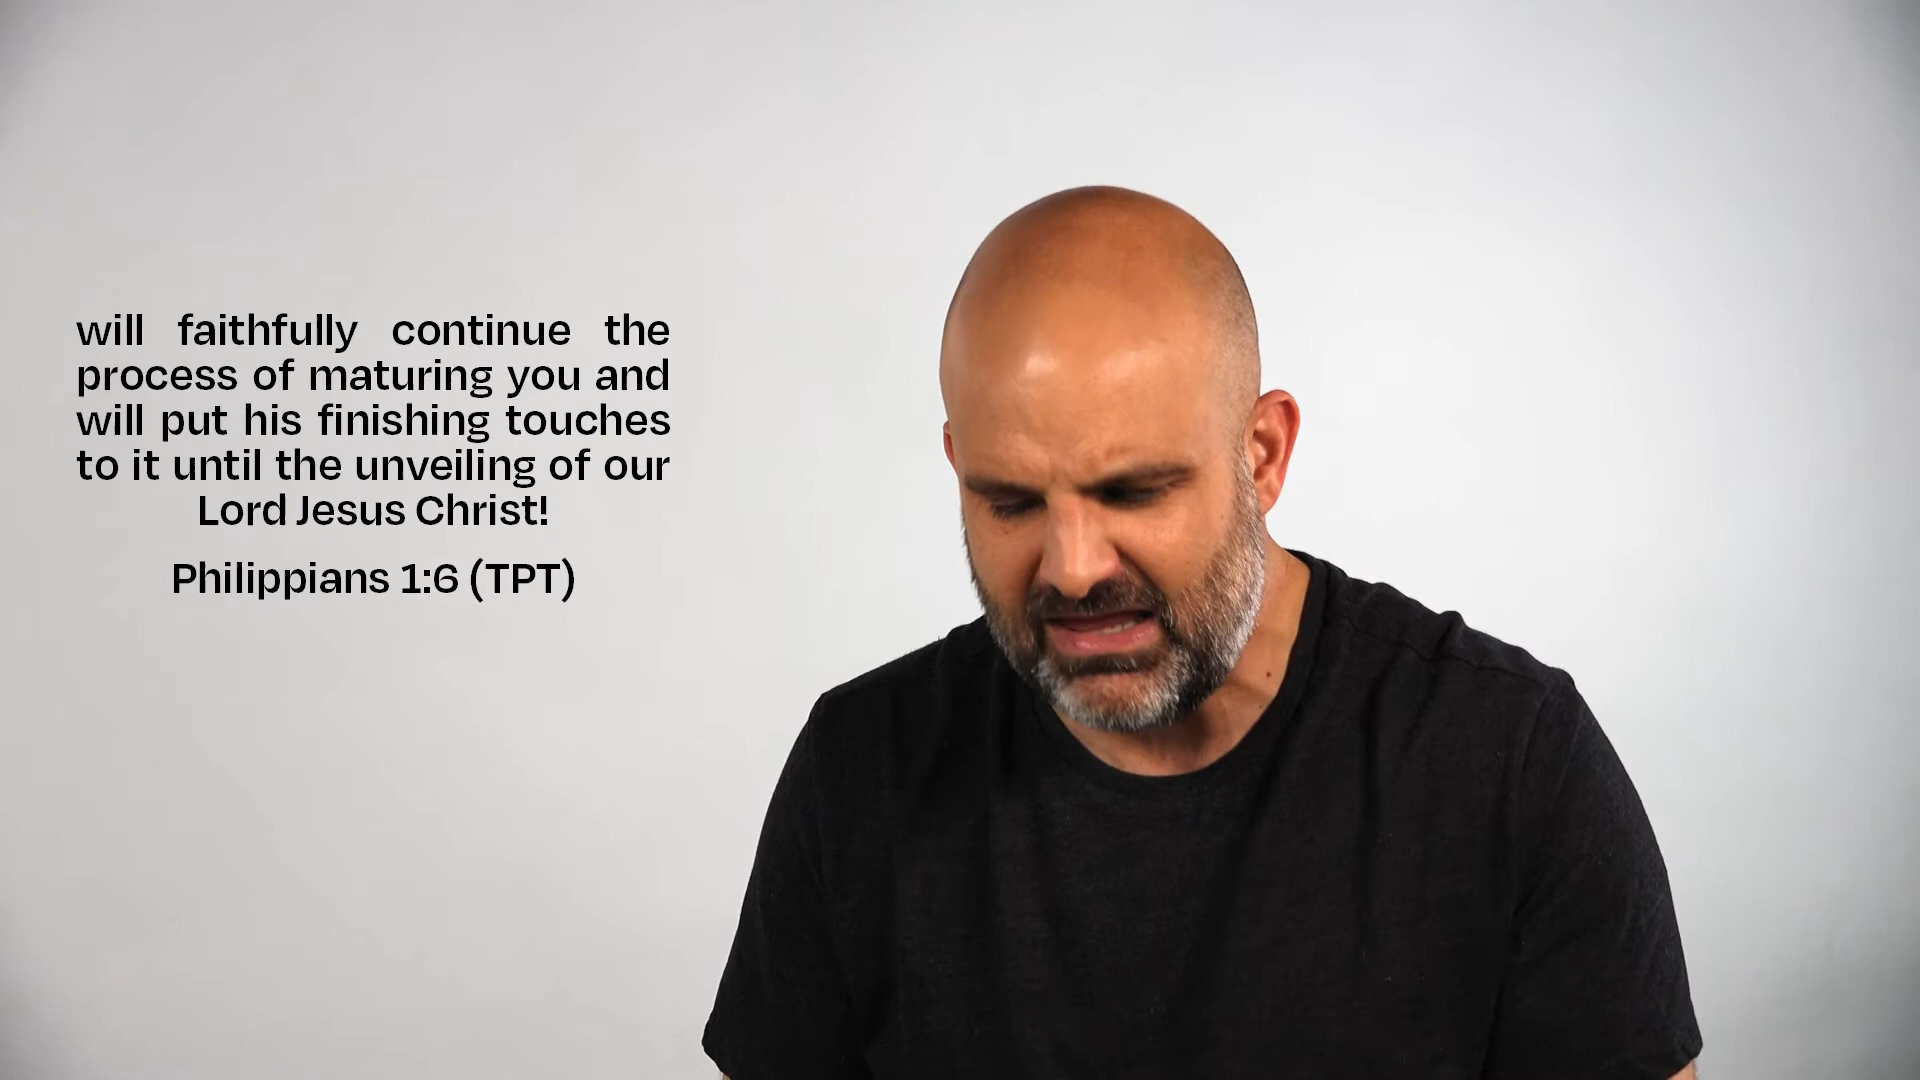 will faithfully continue the
process of maturing you and
will put his finishing touches
to it until the unveiling of our
Lord Jesus Christ!
Philippians 1:6 (TPT)